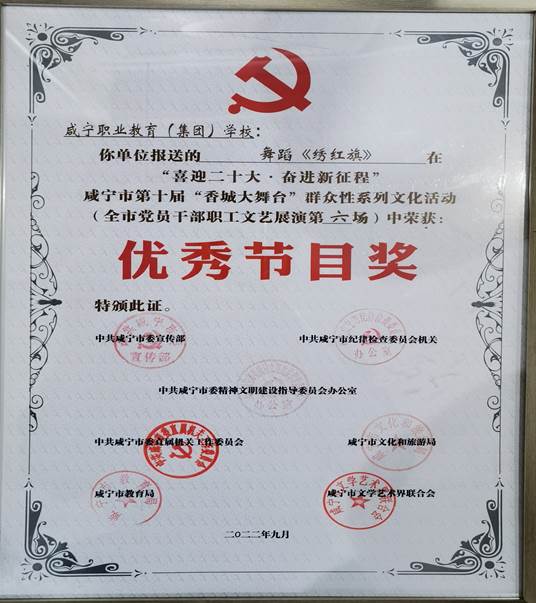 咸宁职业教育（集团）学校：
你单位报送的 舞蹈《绣红旗》 在
“喜迎二十大·奋进新征程”
咸宁市第十届“香城大舞台”群众性系列文化活动
（全市党员干部职工文艺展演第六场）中荣获：
优秀节目奖
特颁此证。
中共咸宁市委宣传部 中共咸宁市纪律检查委员会机关
中共咸宁市委精神文明建设指导委员会办公室
中共咸宁市委直属机关工作委员会 咸宁市文化和旅游局
咸宁市教育局 咸宁市文学艺术界联合会
二〇二二年九月